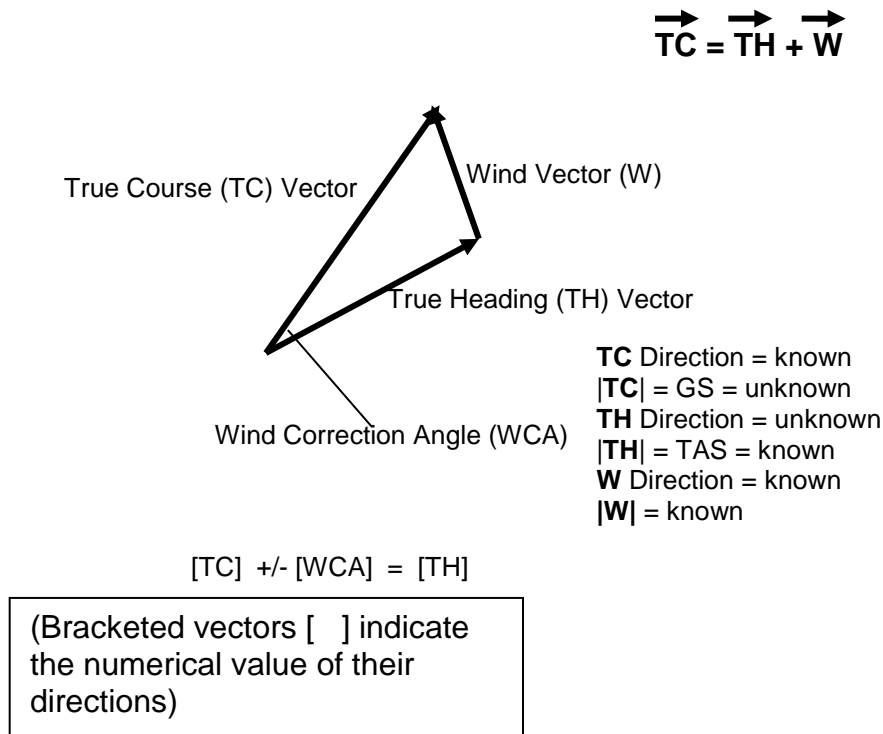 TC = TH + W
True Course (TC) Vector
Wind Vector (W)
True Heading (TH) Vector
Wind Correction Angle (WCA)
TC Direction = known
|TC| = GS = unknown
TH Direction = unknown
|TH| = TAS = known
W Direction = known
|W| = known
[TC]  +/- [WCA]  =  [TH]
(Bracketed vectors [   ] indicate
the numerical value of their
directions)